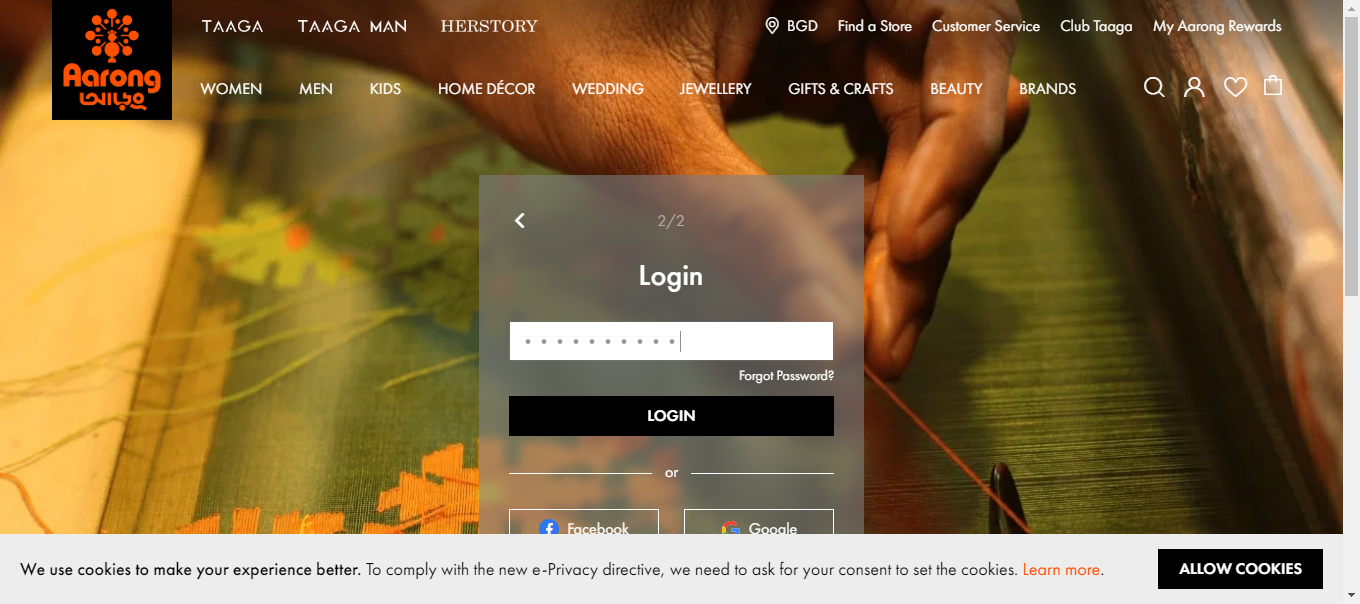 TAAGA TAAGA MAN HERSTORY BGD Find a Store Customer Service Club Taaga My Aarong Rewards
Aarong
আড়ং
WOMEN MEN KIDS HOME DÉCOR WEDDING JEWELLERY GIFTS & CRAFTS BEAUTY BRANDS
2/2
Login
Forgot Password?
LOGIN
or
Facebook Google
We use cookies to make your experience better. To comply with the new e-Privacy directive, we need to ask for your consent to set the cookies. Learn more.
ALLOW COOKIES